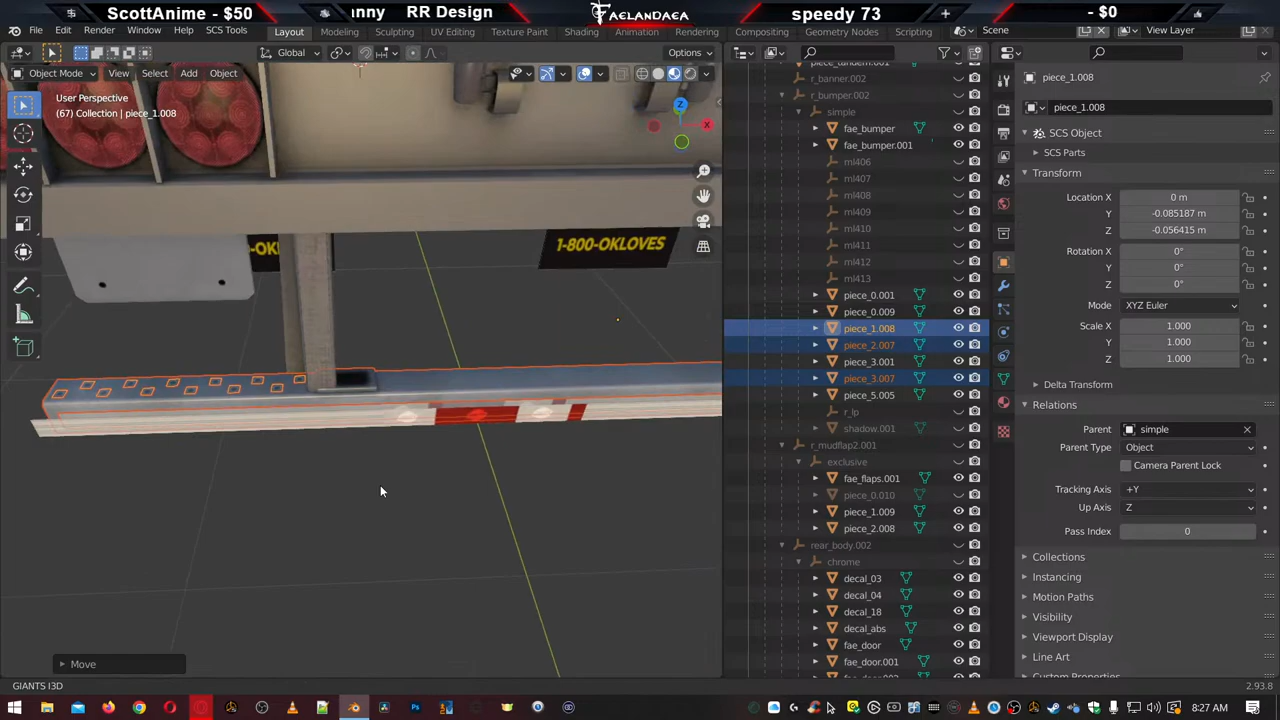 ScottAnime - $50
anny RR Design
FAELANDAEA
speedy 73
- $0
File Edit Render Window Help SCS Tools
Layout Modeling Sculpting UV Editing Texture Paint Shading Animation Rendering Compositing Geometry Nodes Scripting
Scene
View Layer
Global
Options
Object Mode View Select Add Object
User Perspective
(67) Collection | piece_1.008
Z
X
1-800-OKLOVES
Move
GIANTS I3D
2.93.8
r_banner.002
r_bumper.002
simple
fae_bumper
fae_bumper.001
ml406
ml407
ml408
ml409
ml410
ml411
ml412
ml413
piece_0.001
piece_0.009
piece_1.008
piece_2.007
piece_3.001
piece_3.007
piece_5.005
r_lp
shadow.001
r_mudflap2.001
exclusive
fae_flaps.001
piece_0.010
piece_1.009
piece_2.008
rear_body.002
chrome
decal_03
decal_04
decal_18
decal_abs
fae_door
fae_door.001
piece_1.008
piece_1.008
SCS Object
SCS Parts
Transform
Location X 0 m
Y -0.085187 m
Z -0.056415 m
Rotation X 0°
Y 0°
Z 0°
Mode XYZ Euler
Scale X 1.000
Y 1.000
Z 1.000
Delta Transform
Relations
Parent simple
Parent Type Object
Camera Parent Lock
Tracking Axis +Y
Up Axis Z
Pass Index 0
Collections
Instancing
Motion Paths
Visibility
Viewport Display
Line Art
Custom Properties
8:27 AM